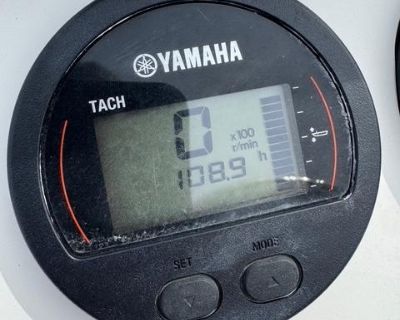 YAMAHA
TACH
0
x100
r/min
108.9 h
SET
MODE